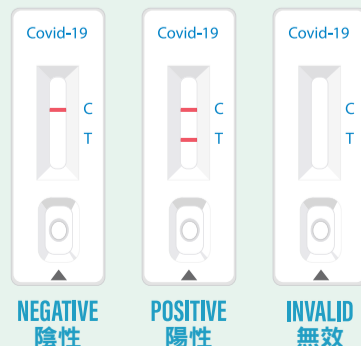 Covid-19 Covid-19 Covid-19
C C C
T T T
NEGATIVE POSITIVE INVALID
陰性 陽性 無效